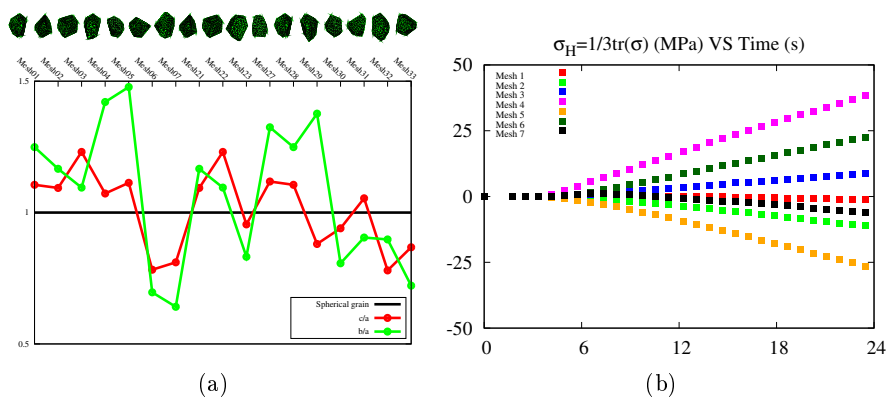 Mesh01
Mesh02
Mesh03
Mesh04
Mesh05
Mesh06
Mesh07
Mesh21
Mesh22
Mesh23
Mesh27
Mesh28
Mesh29
Mesh30
Mesh31
Mesh32
Mesh33
1.5
1
0.5
Spherical grain
c/a
b/a
(a)
σH=1/3tr(σ) (MPa) VS Time (s)
50
25
0
-25
-50
Mesh 1
Mesh 2
Mesh 3
Mesh 4
Mesh 5
Mesh 6
Mesh 7
0 6 12 18 24
(b)